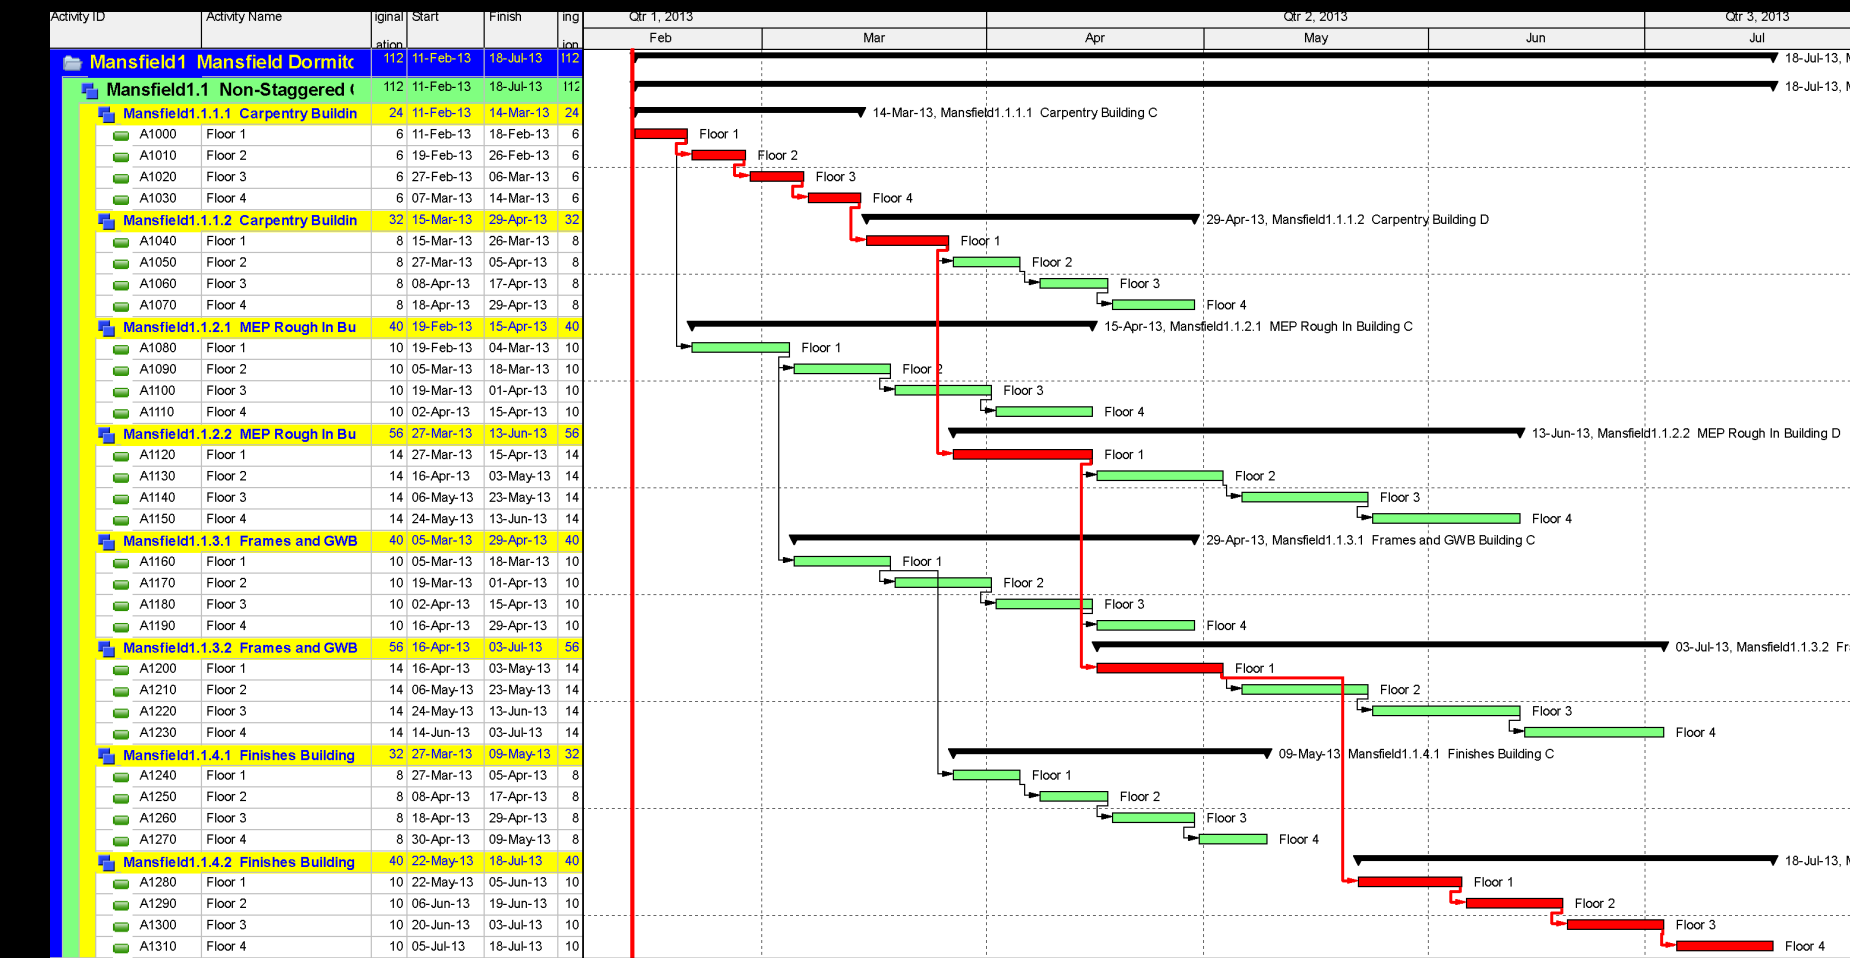 Activity ID Activity Name iginal Start Finish ing Qtr 1, 2013 Qtr 2, 2013 Qtr 3, 2013
ation ion Feb Mar Apr May Jun Jul
Mansfield1 Mansfield Dormit 112 11-Feb-13 18-Jul-13 112 18-Jul-13, M
Mansfield1.1 Non-Staggered ( 112 11-Feb-13 18-Jul-13 112 18-Jul-13, M
Mansfield1.1.1.1 Carpentry Buildin 24 11-Feb-13 14-Mar-13 24 14-Mar-13, Mansfield1.1.1.1 Carpentry Building C
A1000 Floor 1 6 11-Feb-13 18-Feb-13 6 Floor 1
A1010 Floor 2 6 19-Feb-13 26-Feb-13 6 Floor 2
A1020 Floor 3 6 27-Feb-13 06-Mar-13 6 Floor 3
A1030 Floor 4 6 07-Mar-13 14-Mar-13 6 Floor 4
Mansfield1.1.1.2 Carpentry Buildin 32 15-Mar-13 29-Apr-13 32 29-Apr-13, Mansfield1.1.1.2 Carpentry Building D
A1040 Floor 1 8 15-Mar-13 26-Mar-13 8 Floor 1
A1050 Floor 2 8 27-Mar-13 05-Apr-13 8 Floor 2
A1060 Floor 3 8 08-Apr-13 17-Apr-13 8 Floor 3
A1070 Floor 4 8 18-Apr-13 29-Apr-13 8 Floor 4
Mansfield1.1.2.1 MEP Rough In Bu 40 19-Feb-13 15-Apr-13 40 15-Apr-13, Mansfield1.1.2.1 MEP Rough In Building C
A1080 Floor 1 10 19-Feb-13 04-Mar-13 10 Floor 1
A1090 Floor 2 10 05-Mar-13 18-Mar-13 10 Floor 2
A1100 Floor 3 10 19-Mar-13 01-Apr-13 10 Floor 3
A1110 Floor 4 10 02-Apr-13 15-Apr-13 10 Floor 4
Mansfield1.1.2.2 MEP Rough In Bu 56 27-Mar-13 13-Jun-13 56 13-Jun-13, Mansfield1.1.2.2 MEP Rough In Building D
A1120 Floor 1 14 27-Mar-13 15-Apr-13 14 Floor 1
A1130 Floor 2 14 16-Apr-13 03-May-13 14 Floor 2
A1140 Floor 3 14 06-May-13 23-May-13 14 Floor 3
A1150 Floor 4 14 24-May-13 13-Jun-13 14 Floor 4
Mansfield1.1.3.1 Frames and GWB 40 05-Mar-13 29-Apr-13 40 29-Apr-13, Mansfield1.1.3.1 Frames and GWB Building C
A1160 Floor 1 10 05-Mar-13 18-Mar-13 10 Floor 1
A1170 Floor 2 10 19-Mar-13 01-Apr-13 10 Floor 2
A1180 Floor 3 10 02-Apr-13 15-Apr-13 10 Floor 3
A1190 Floor 4 10 16-Apr-13 29-Apr-13 10 Floor 4
Mansfield1.1.3.2 Frames and GWB 56 16-Apr-13 03-Jul-13 56 03-Jul-13, Mansfield1.1.3.2 Fr
A1200 Floor 1 14 16-Apr-13 03-May-13 14 Floor 1
A1210 Floor 2 14 06-May-13 23-May-13 14 Floor 2
A1220 Floor 3 14 24-May-13 13-Jun-13 14 Floor 3
A1230 Floor 4 14 14-Jun-13 03-Jul-13 14 Floor 4
Mansfield1.1.4.1 Finishes Building 32 27-Mar-13 09-May-13 32 09-May-13, Mansfield1.1.4.1 Finishes Building C
A1240 Floor 1 8 27-Mar-13 05-Apr-13 8 Floor 1
A1250 Floor 2 8 08-Apr-13 17-Apr-13 8 Floor 2
A1260 Floor 3 8 18-Apr-13 29-Apr-13 8 Floor 3
A1270 Floor 4 8 30-Apr-13 09-May-13 8 Floor 4
Mansfield1.1.4.2 Finishes Building 40 22-May-13 18-Jul-13 40 18-Jul-13, M
A1280 Floor 1 10 22-May-13 05-Jun-13 10 Floor 1
A1290 Floor 2 10 06-Jun-13 19-Jun-13 10 Floor 2
A1300 Floor 3 10 20-Jun-13 03-Jul-13 10 Floor 3
A1310 Floor 4 10 05-Jul-13 18-Jul-13 10 Floor 4